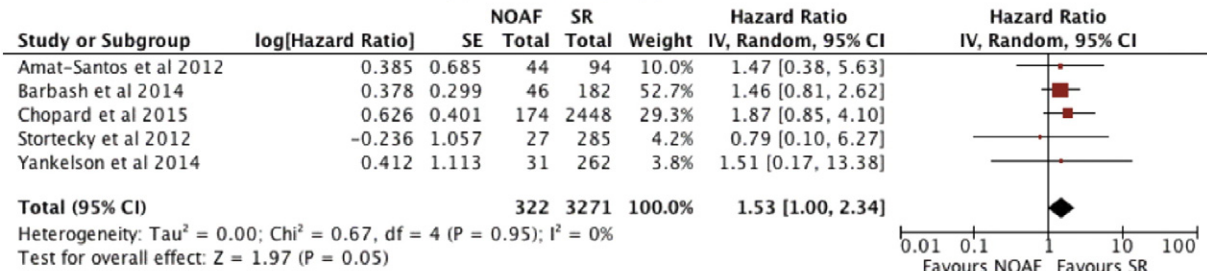 NOAF SR Hazard Ratio Hazard Ratio
Study or Subgroup log[Hazard Ratio] SE Total Total Weight IV, Random, 95% CI IV, Random, 95% CI
Amat-Santos et al 2012 0.385 0.685 44 94 10.0% 1.47 [0.38, 5.63]
Barbash et al 2014 0.378 0.299 46 182 52.7% 1.46 [0.81, 2.62]
Chopard et al 2015 0.626 0.401 174 2448 29.3% 1.87 [0.85, 4.10]
Stortecky et al 2012 -0.236 1.057 27 285 4.2% 0.79 [0.10, 6.27]
Yankelson et al 2014 0.412 1.113 31 262 3.8% 1.51 [0.17, 13.38]
Total (95% CI) 322 3271 100.0% 1.53 [1.00, 2.34]
Heterogeneity: Tau² = 0.00; Chi² = 0.67, df = 4 (P = 0.95); I² = 0%
Test for overall effect: Z = 1.97 (P = 0.05)
0.01 0.1 1 10 100
Favours NOAF Favours SR